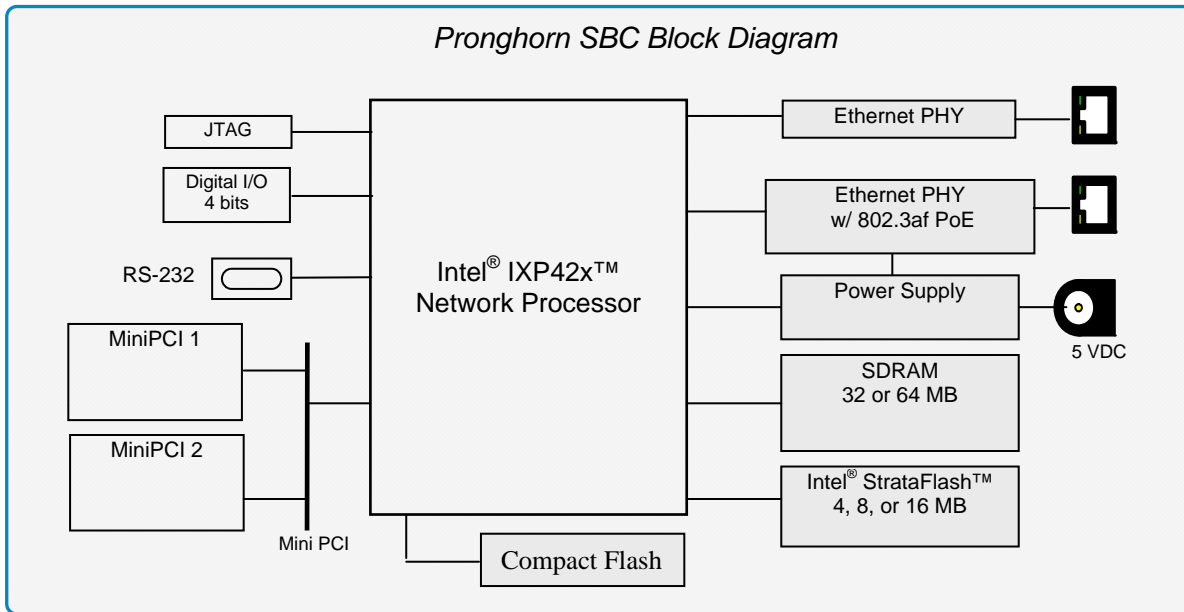 Pronghorn SBC Block Diagram
JTAG
Digital I/O
4 bits
RS-232
MiniPCI 1
MiniPCI 2
Mini PCI
Intel® IXP42x™
Network Processor
Compact Flash
Ethernet PHY
Ethernet PHY
w/ 802.3af PoE
Power Supply
5 VDC
SDRAM
32 or 64 MB
Intel® StrataFlash™
4, 8, or 16 MB